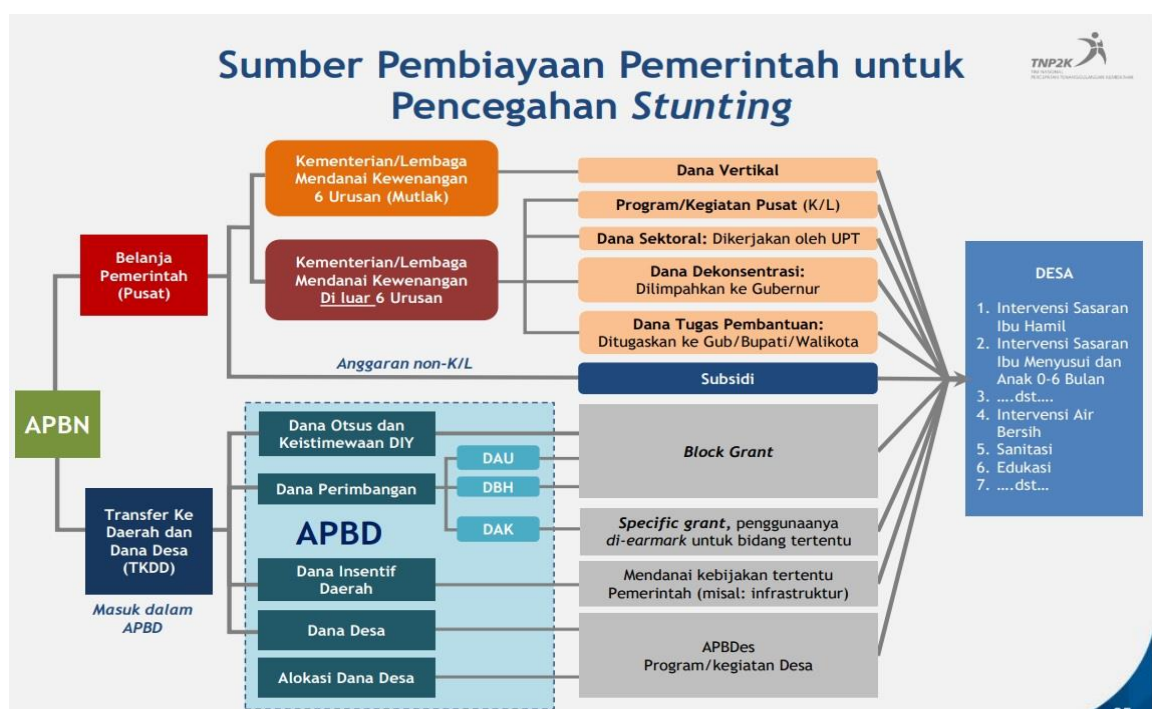 Sumber Pembiayaan Pemerintah untuk
Pencegahan Stunting
TNP2K
Kementerian/Lembaga
Mendanai Kewenangan
6 Urusan (Mutlak)
Kementerian/Lembaga
Mendanai Kewenangan
Di luar 6 Urusan
Belanja
Pemerintah
(Pusat)
Anggaran non-K/L
APBN
Transfer Ke
Daerah dan
Dana Desa
(TKDD)
Masuk dalam
APBD
Dana Otsus dan
Keistimewaan DIY
Dana Perimbangan
DAU
DBH
DAK
APBD
Dana Insentif
Daerah
Dana Desa
Alokasi Dana Desa
Dana Vertikal
Program/Kegiatan Pusat (K/L)
Dana Sektoral: Dikerjakan oleh UPT
Dana Dekonsentrasi:
Dilimpahkan ke Gubernur
Dana Tugas Pembantuan:
Ditugaskan ke Gub/Bupati/Walikota
Subsidi
Block Grant
Specific grant, penggunaanya
di-earmark untuk bidang tertentu
Mendanai kebijakan tertentu
Pemerintah (misal: infrastruktur)
APBDes
Program/kegiatan Desa
DESA
1. Intervensi Sasaran
Ibu Hamil
2. Intervensi Sasaran
Ibu Menyusui dan
Anak 0-6 Bulan
3. ....dst....
4. Intervensi Air
Bersih
5. Sanitasi
6. Edukasi
7. ....dst...